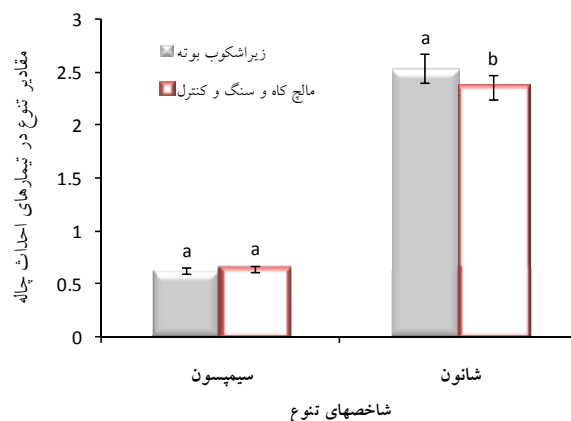 مقادیر تنوع در تیمارهای احداث چاله
3
2.5
2
1.5
1
0.5
0
زیراشکوب بوته
مالچ کاه و سنگ و کنترل
a
a
a
b
سیمپسون
شانون
شاخصهای تنوع